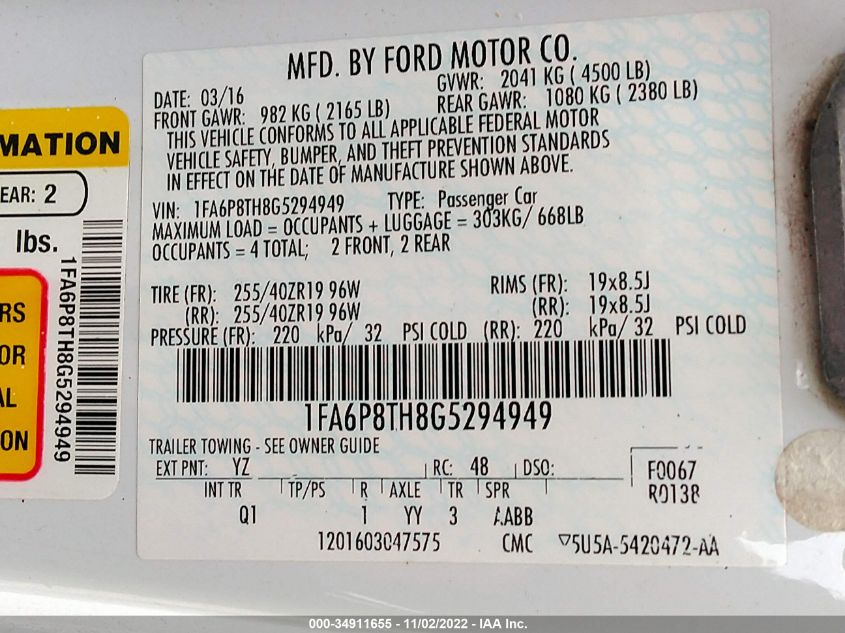 MFD. BY FORD MOTOR CO.
DATE: 03/16 GVWR: 2041 KG ( 4500 LB)
FRONT GAWR: 982 KG ( 2165 LB) REAR GAWR: 1080 KG ( 2380 LB)
THIS VEHICLE CONFORMS TO ALL APPLICABLE FEDERAL MOTOR
VEHICLE SAFETY, BUMPER, AND THEFT PREVENTION STANDARDS
IN EFFECT ON THE DATE OF MANUFACTURE SHOWN ABOVE.
VIN: 1FA6P8TH8G5294949 TYPE: Passenger Car
MAXIMUM LOAD = OCCUPANTS + LUGGAGE = 303KG/ 668LB
OCCUPANTS = 4 TOTAL; 2 FRONT, 2 REAR
TIRE (FR): 255/40ZR19 96W RIMS (FR): 19x8.5J
(RR): 255/40ZR19 96W (RR): 19x8.5J
PRESSURE (FR): 220 kPa/ 32 PSI COLD (RR): 220 kPa/ 32 PSI COLD
1FA6P8TH8G5294949
TRAILER TOWING - SEE OWNER GUIDE
EXT PNT: YZ RC: 48 DSO: F0067
R0138
INT TR TP/PS R AXLE TR SPR
Q1 1 YY 3 AABB
1201603047575 CMC ▽5U5A-5420472-AA
MATION
EAR: 2
lbs.
1FA6P8TH8G5294949
RS
OR
AL
ON
000-34911655 - 11/02/2022 - IAA Inc.